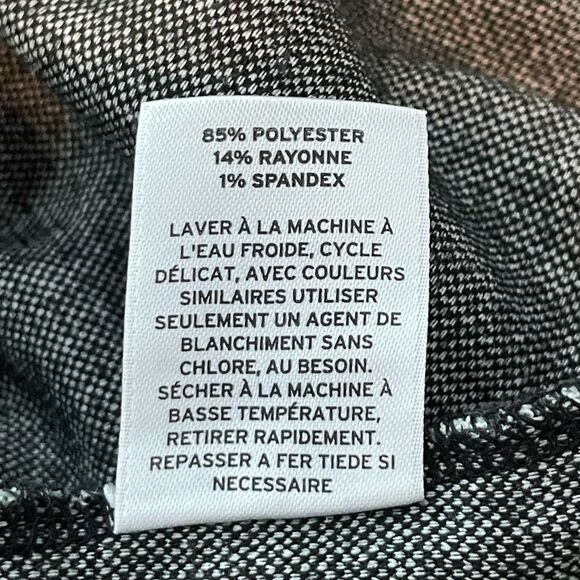 85% POLYESTER
14% RAYONNE
1% SPANDEX
LAVER À LA MACHINE À
L'EAU FROIDE, CYCLE
DÉLICAT, AVEC COULEURS
SIMILAIRES UTILISER
SEULEMENT UN AGENT DE
BLANCHIMENT SANS
CHLORE, AU BESOIN.
SÉCHER À LA MACHINE À
BASSE TEMPÉRATURE,
RETIRER RAPIDEMENT.
REPASSER A FER TIEDE SI
NECESSAIRE